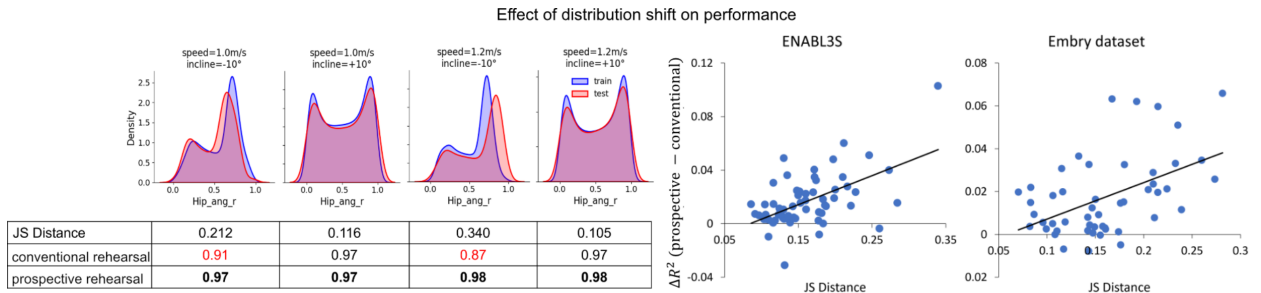 Effect of distribution shift on performance
speed=1.0m/s
incline=-10°
speed=1.0m/s
incline=+10°
speed=1.2m/s
incline=-10°
speed=1.2m/s
incline=+10°
train
test
Density
2.5
2.0
1.5
1.0
0.5
0.0
0.0 0.5 1.0
0.0 0.5 1.0
0.0 0.5 1.0
0.0 0.5 1.0
Hip_ang_r
Hip_ang_r
Hip_ang_r
Hip_ang_r
JS Distance 0.212 0.116 0.340 0.105
conventional rehearsal 0.91 0.97 0.87 0.97
prospective rehearsal 0.97 0.97 0.98 0.98
ENABL3S
ΔR² (prospective − conventional)
0.12
0.08
0.04
0
-0.04
0.05 0.15 0.25 0.35
JS Distance
Embry dataset
0.08
0.06
0.04
0.02
0
0.02
0.05 0.1 0.15 0.2 0.25 0.3
JS Distance